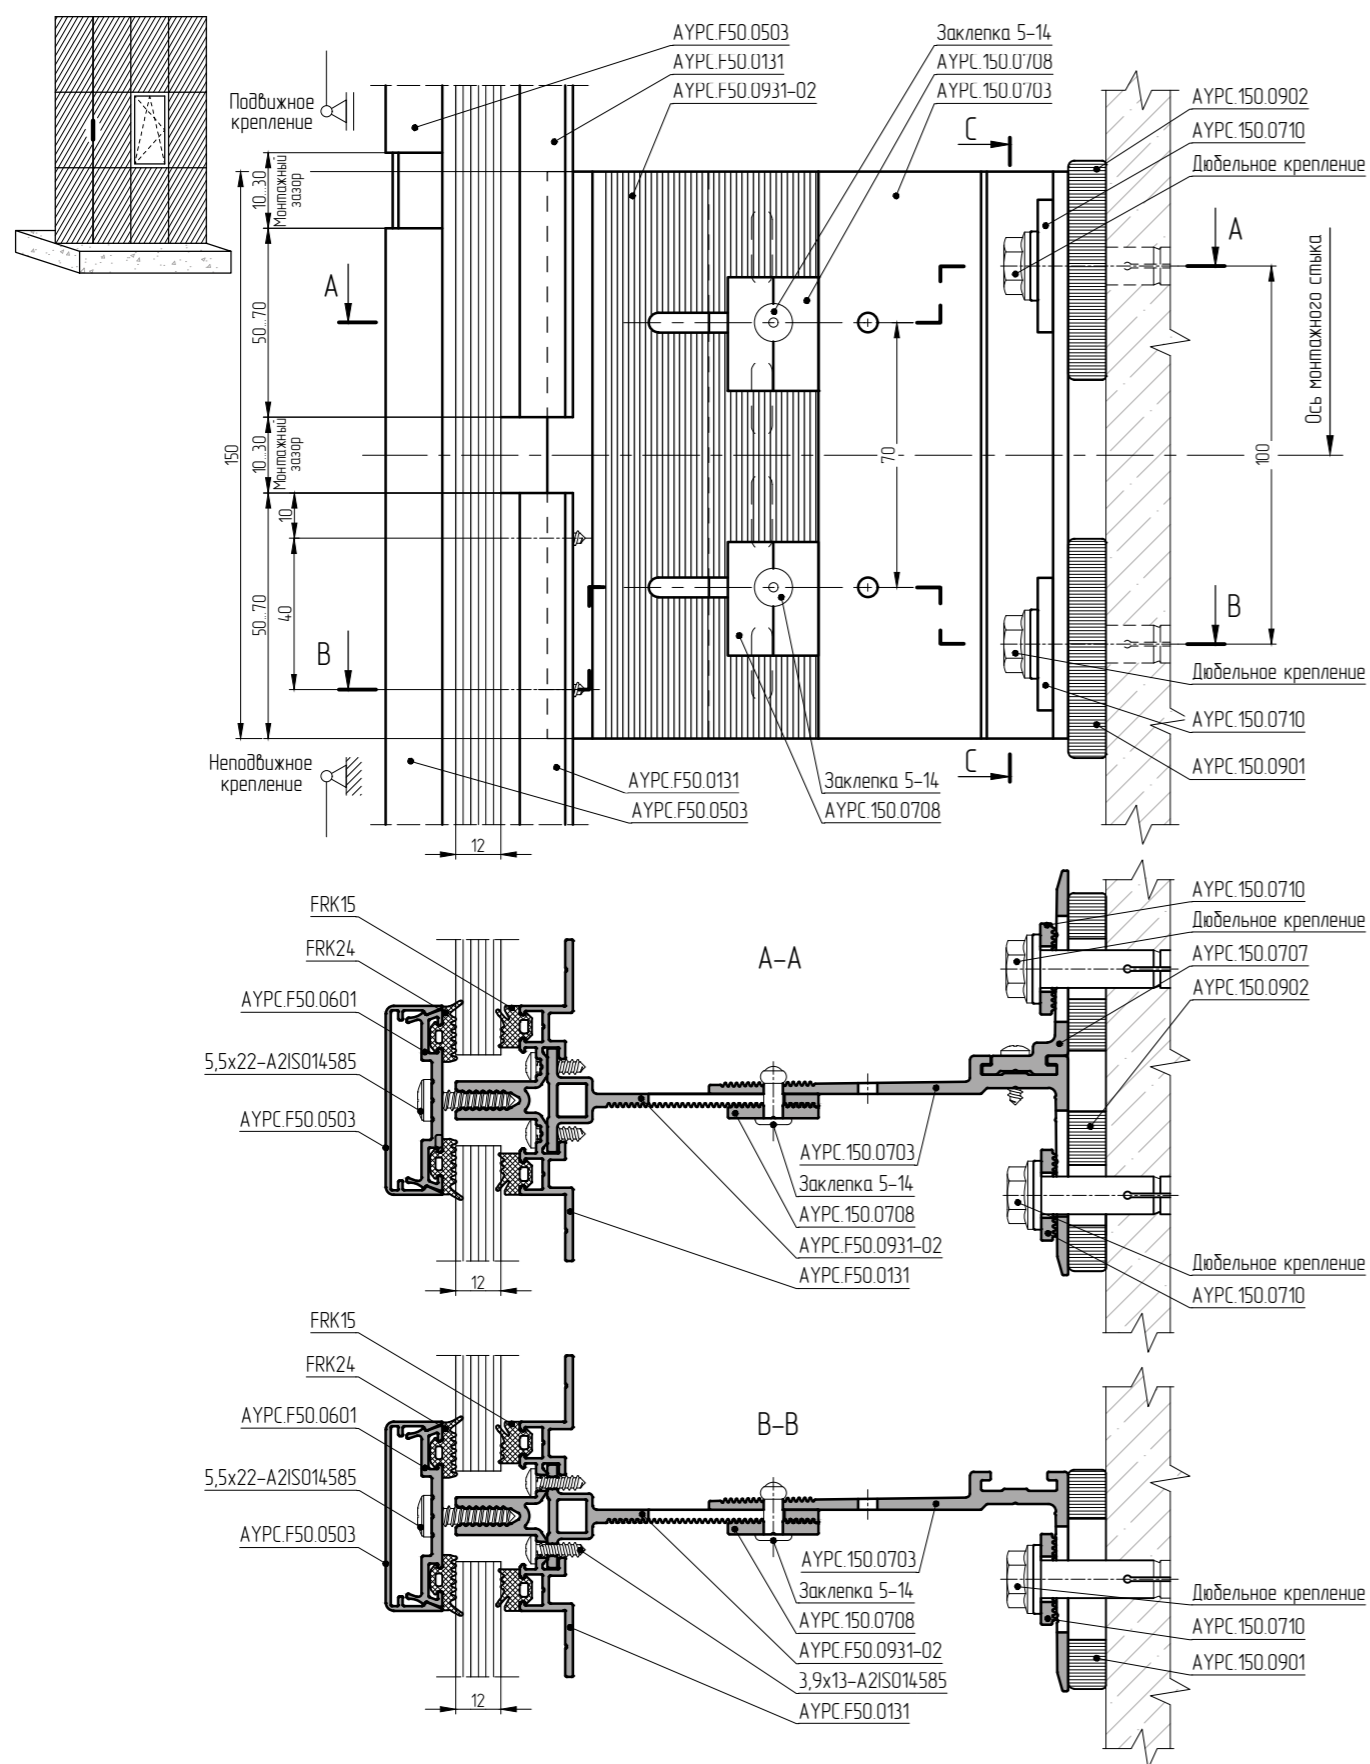 AYPC.F50.0503
AYPC.F50.0131
AYPC.F50.0931-02
Заклепка 5-14
AYPC.150.0708
AYPC.150.0703
Подвижное
крепление
C
AYPC.150.0902
AYPC.150.0710
Дюбельное крепление
10...30
Монтажный
зазор
A
A
50...70
150
10...30
Монтажный
зазор
70
100
Ось монтажного стыка
10
50...70
40
B
B
Дюбельное крепление
AYPC.150.0710
AYPC.150.0901
Неподвижное
крепление
C
AYPC.F50.0131
AYPC.F50.0503
Заклепка 5-14
AYPC.150.0708
12
A-A
FRK15
FRK24
AYPC.F50.0601
5,5x22-A2ISO14585
AYPC.F50.0503
AYPC.150.0710
Дюбельное крепление
AYPC.150.0707
AYPC.150.0902
AYPC.150.0703
Заклепка 5-14
AYPC.150.0708
AYPC.F50.0931-02
AYPC.F50.0131
Дюбельное крепление
AYPC.150.0710
12
B-B
FRK15
FRK24
AYPC.F50.0601
5,5x22-A2ISO14585
AYPC.F50.0503
AYPC.150.0703
Заклепка 5-14
AYPC.150.0708
AYPC.F50.0931-02
3,9x13-A2ISO14585
AYPC.F50.0131
Дюбельное крепление
AYPC.150.0710
AYPC.150.0901
12